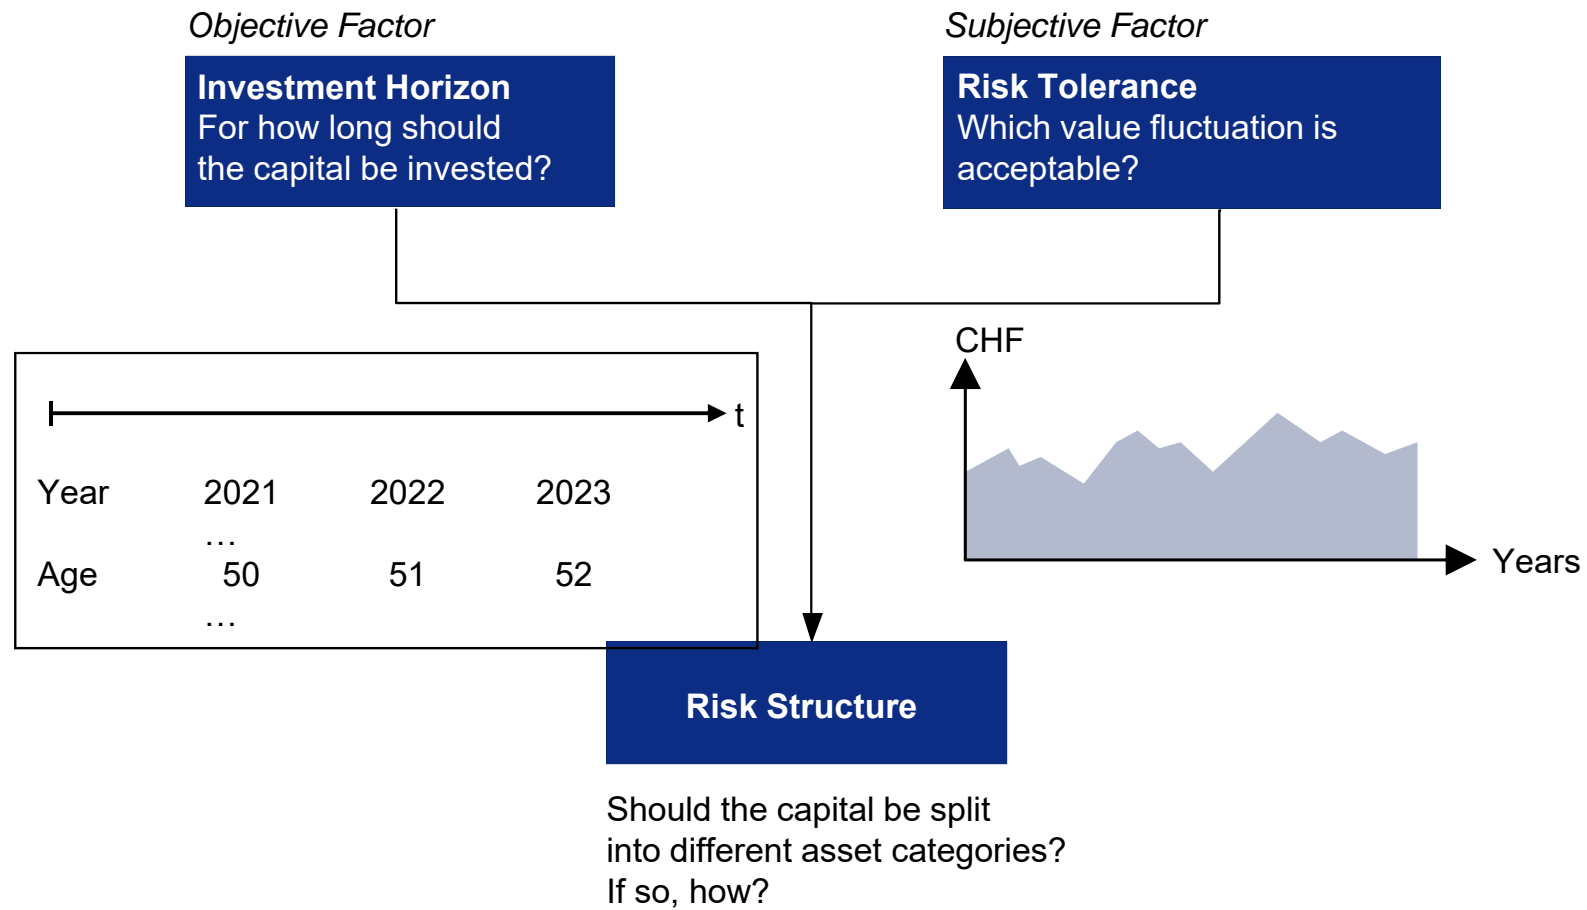 Objective Factor
Investment Horizon
For how long should
the capital be invested?
Subjective Factor
Risk Tolerance
Which value fluctuation is
acceptable?
t
Year 2021 2022 2023
…
Age 50 51 52
…
CHF
Years
Risk Structure
Should the capital be split
into different asset categories?
If so, how?